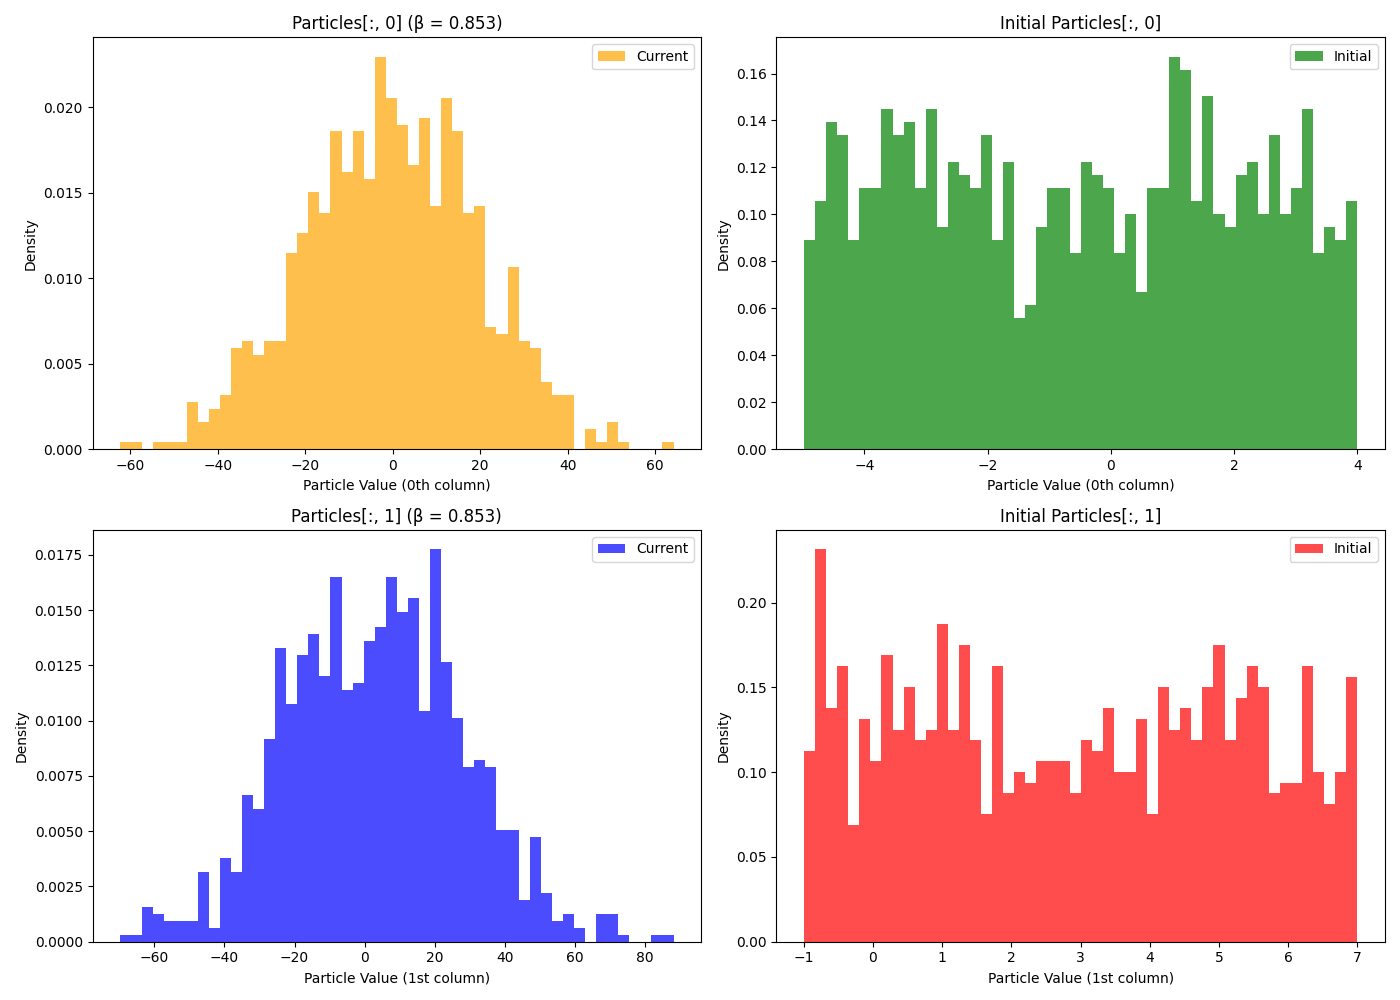 Particles[:, 0] (β = 0.853)
Current
Density
0.020
0.015
0.010
0.005
0.000
−60 −40 −20 0 20 40 60
Particle Value (0th column)
Initial Particles[:, 0]
Initial
Density
0.16
0.14
0.12
0.10
0.08
0.06
0.04
0.02
0.00
−4 −2 0 2 4
Particle Value (0th column)
Particles[:, 1] (β = 0.853)
Current
Density
0.0175
0.0150
0.0125
0.0100
0.0075
0.0050
0.0025
0.0000
−60 −40 −20 0 20 40 60 80
Particle Value (1st column)
Initial Particles[:, 1]
Initial
Density
0.20
0.15
0.10
0.05
0.00
−1 0 1 2 3 4 5 6 7
Particle Value (1st column)